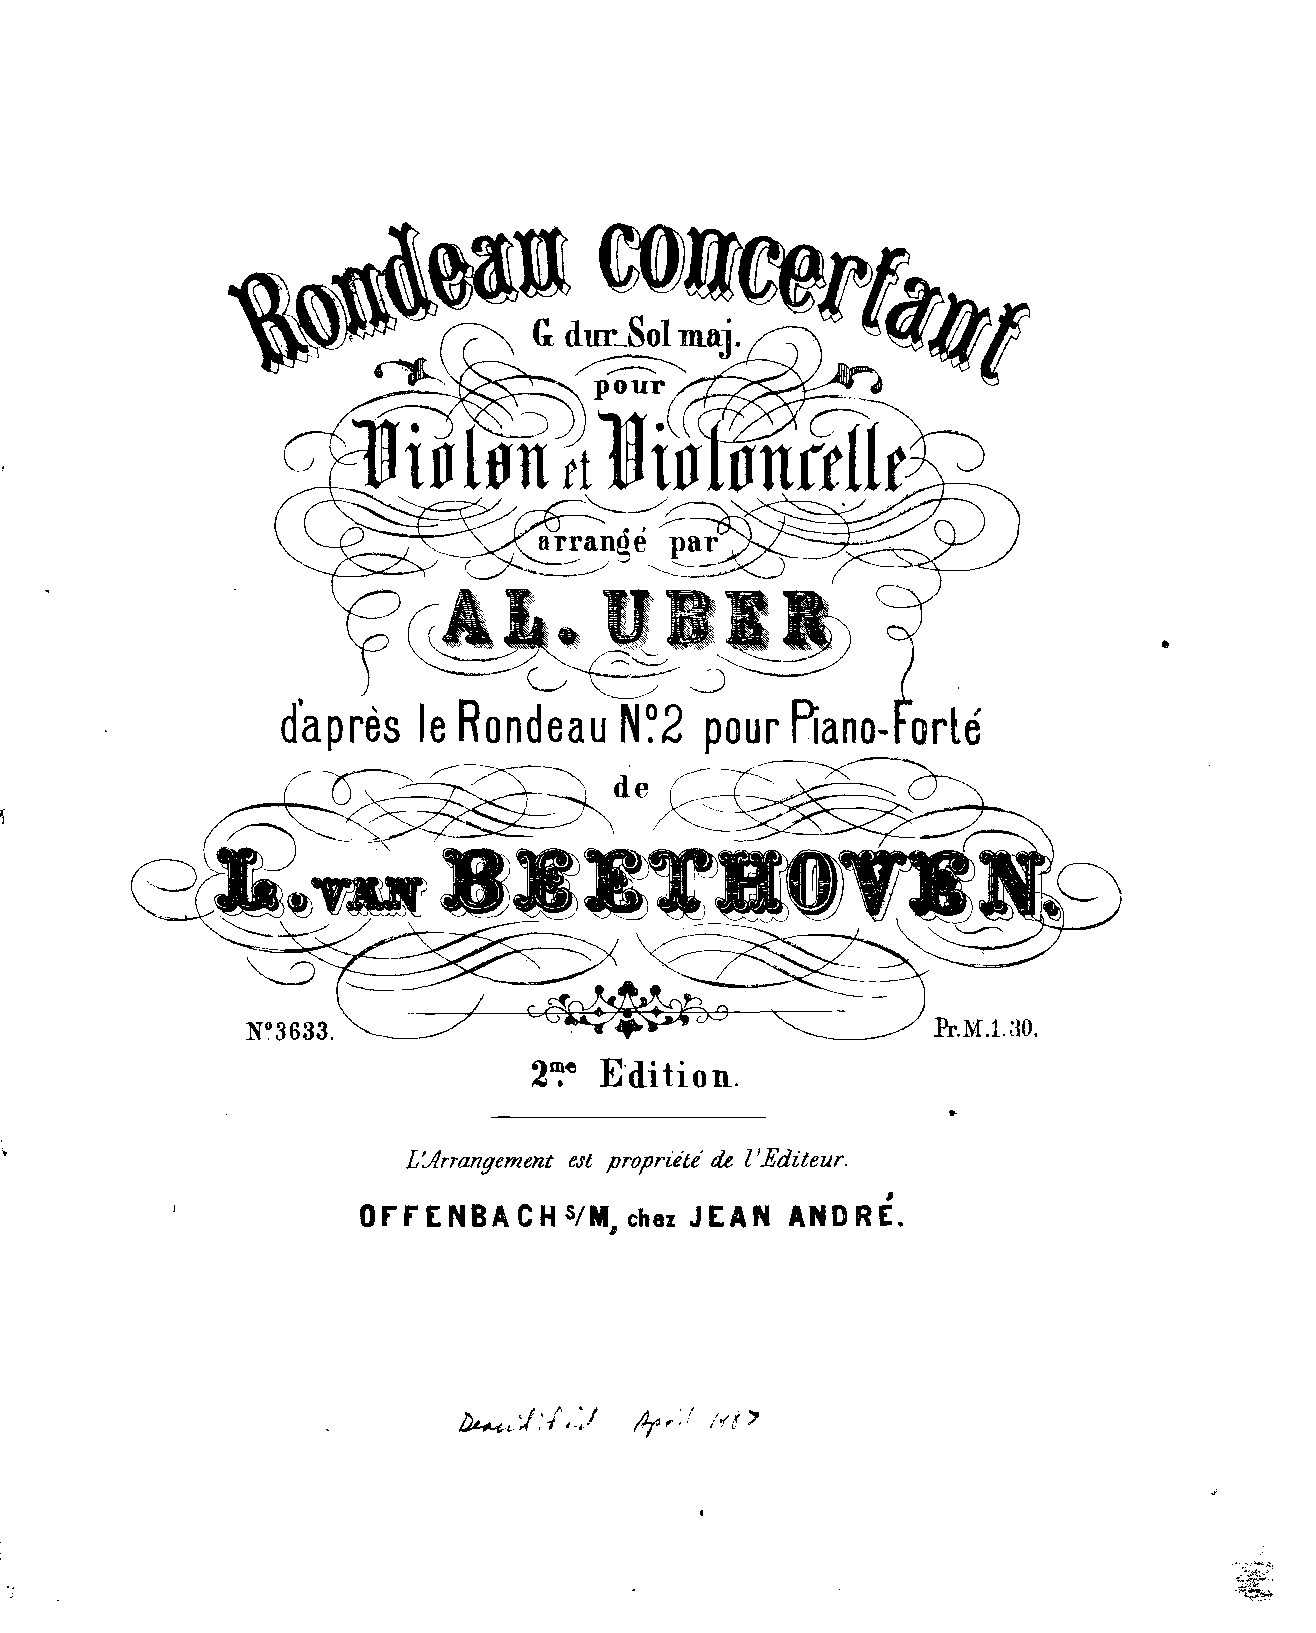 Rondeau concertant
G dur_Sol maj.
pour
Violon et Violoncelle
arrangé par
AL. UBER
d'après le Rondeau No. 2 pour Piano-Forté
de
L. VAN BEETHOVEN.
No. 3633.
Pr. M. 1. 30.
2me. Edition.
L'Arrangement est propriété de l'Editeur.
OFFENBACH S/M, chez JEAN ANDRÉ.
April